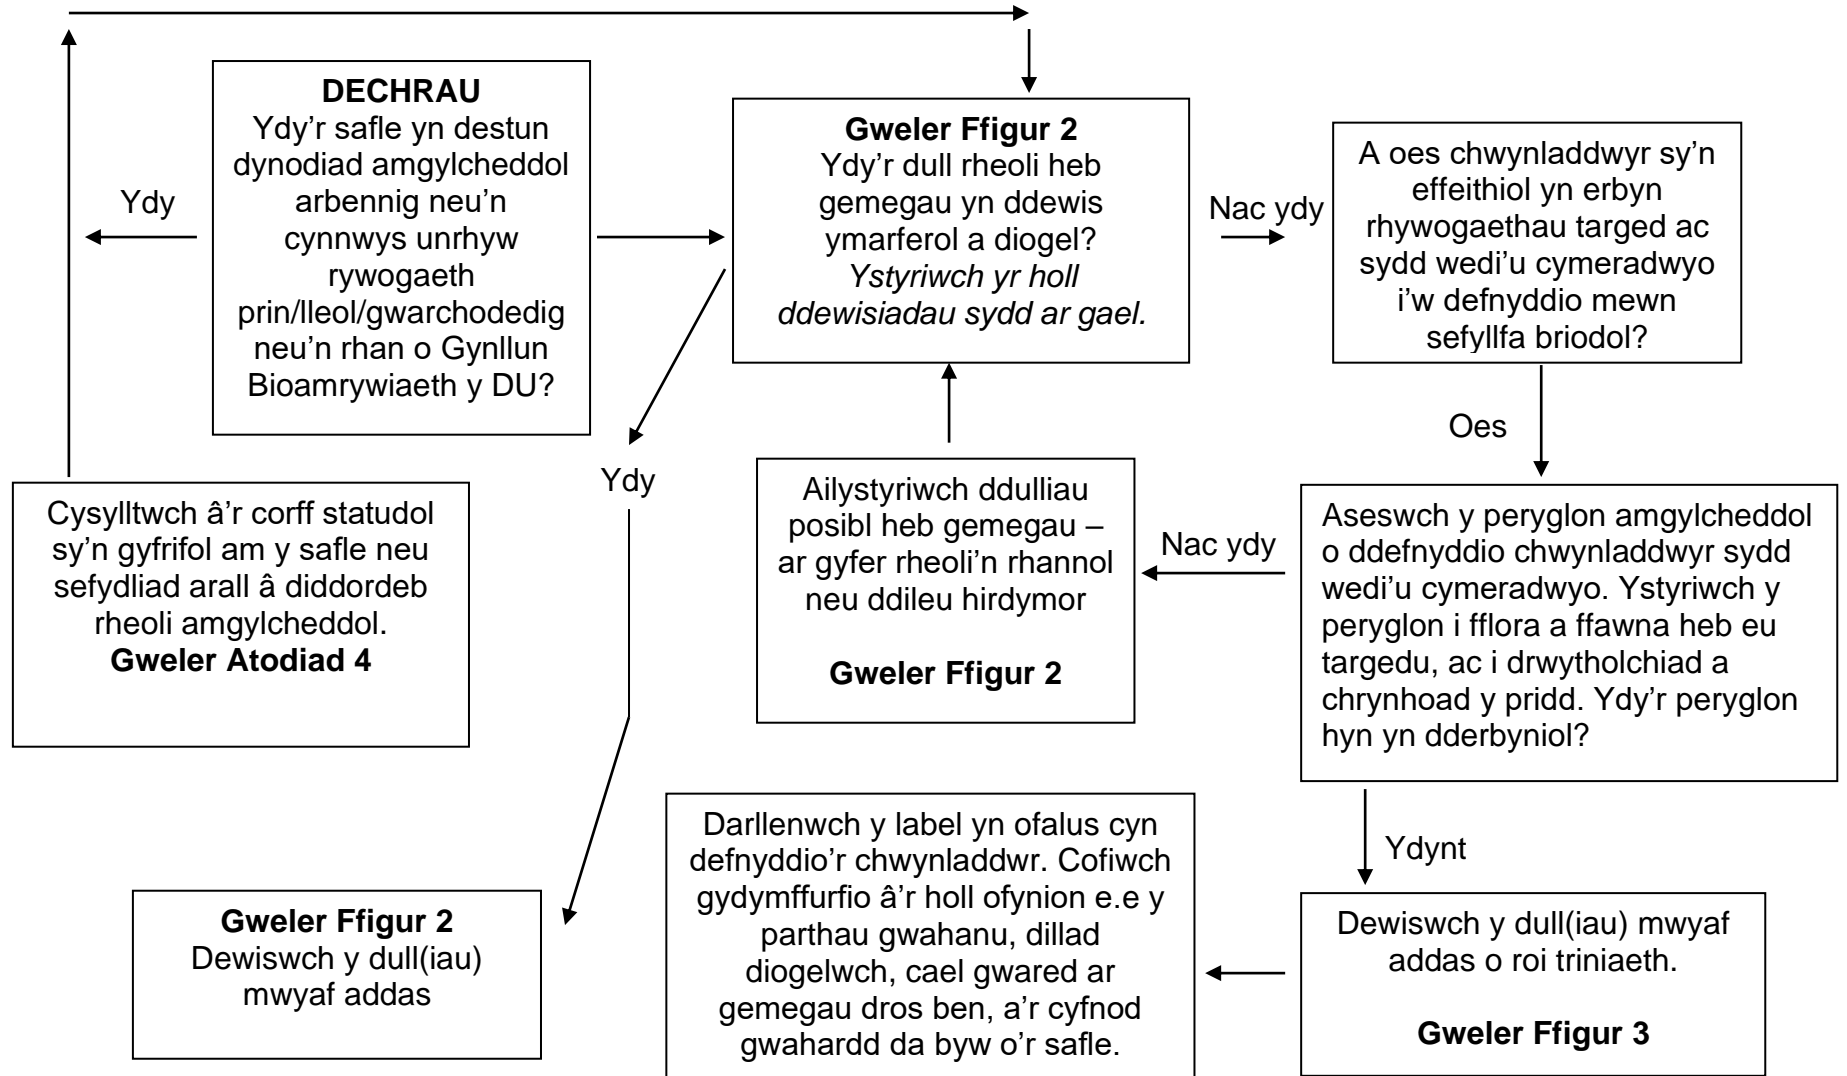 DECHRAU
Ydy'r safle yn destun
dynodiad amgylcheddol
arbennig neu'n
cynnwys unrhyw
rywogaeth
prin/lleol/gwarchodedig
neu'n rhan o Gynllun
Bioamrywiaeth y DU?
Ydy
Cysylltwch â'r corff statudol
sy'n gyfrifol am y safle neu
sefydliad arall â diddordeb
rheoli amgylcheddol.
Gweler Atodiad 4
Gweler Ffigur 2
Ydy'r dull rheoli heb
gemegau yn ddewis
ymarferol a diogel?
Ystyriwch yr holl
ddewisiadau sydd ar gael.
Ydy
Gweler Ffigur 2
Dewiswch y dull(iau)
mwyaf addas
Nac ydy
A oes chwynladdwyr sy'n
effeithiol yn erbyn
rhywogaethau targed ac
sydd wedi'u cymeradwyo
i'w defnyddio mewn
sefyllfa briodol?
Oes
Aseswch y peryglon amgylcheddol
o ddefnyddio chwynladdwyr sydd
wedi'u cymeradwyo. Ystyriwch y
peryglon i fflora a ffawna heb eu
targedu, ac i drwytholchiad a
chrynhoad y pridd. Ydy'r peryglon
hyn yn dderbyniol?
Nac ydy
Ailystyriwch ddulliau
posibl heb gemegau –
ar gyfer rheoli'n rhannol
neu ddileu hirdymor
Gweler Ffigur 2
Ydynt
Dewiswch y dull(iau) mwyaf
addas o roi triniaeth.
Gweler Ffigur 3
Darllenwch y label yn ofalus cyn
defnyddio'r chwynladdwr. Cofiwch
gydymffurfio â'r holl ofynion e.e y
parthau gwahanu, dillad
diogelwch, cael gwared ar
gemegau dros ben, a'r cyfnod
gwahardd da byw o'r safle.